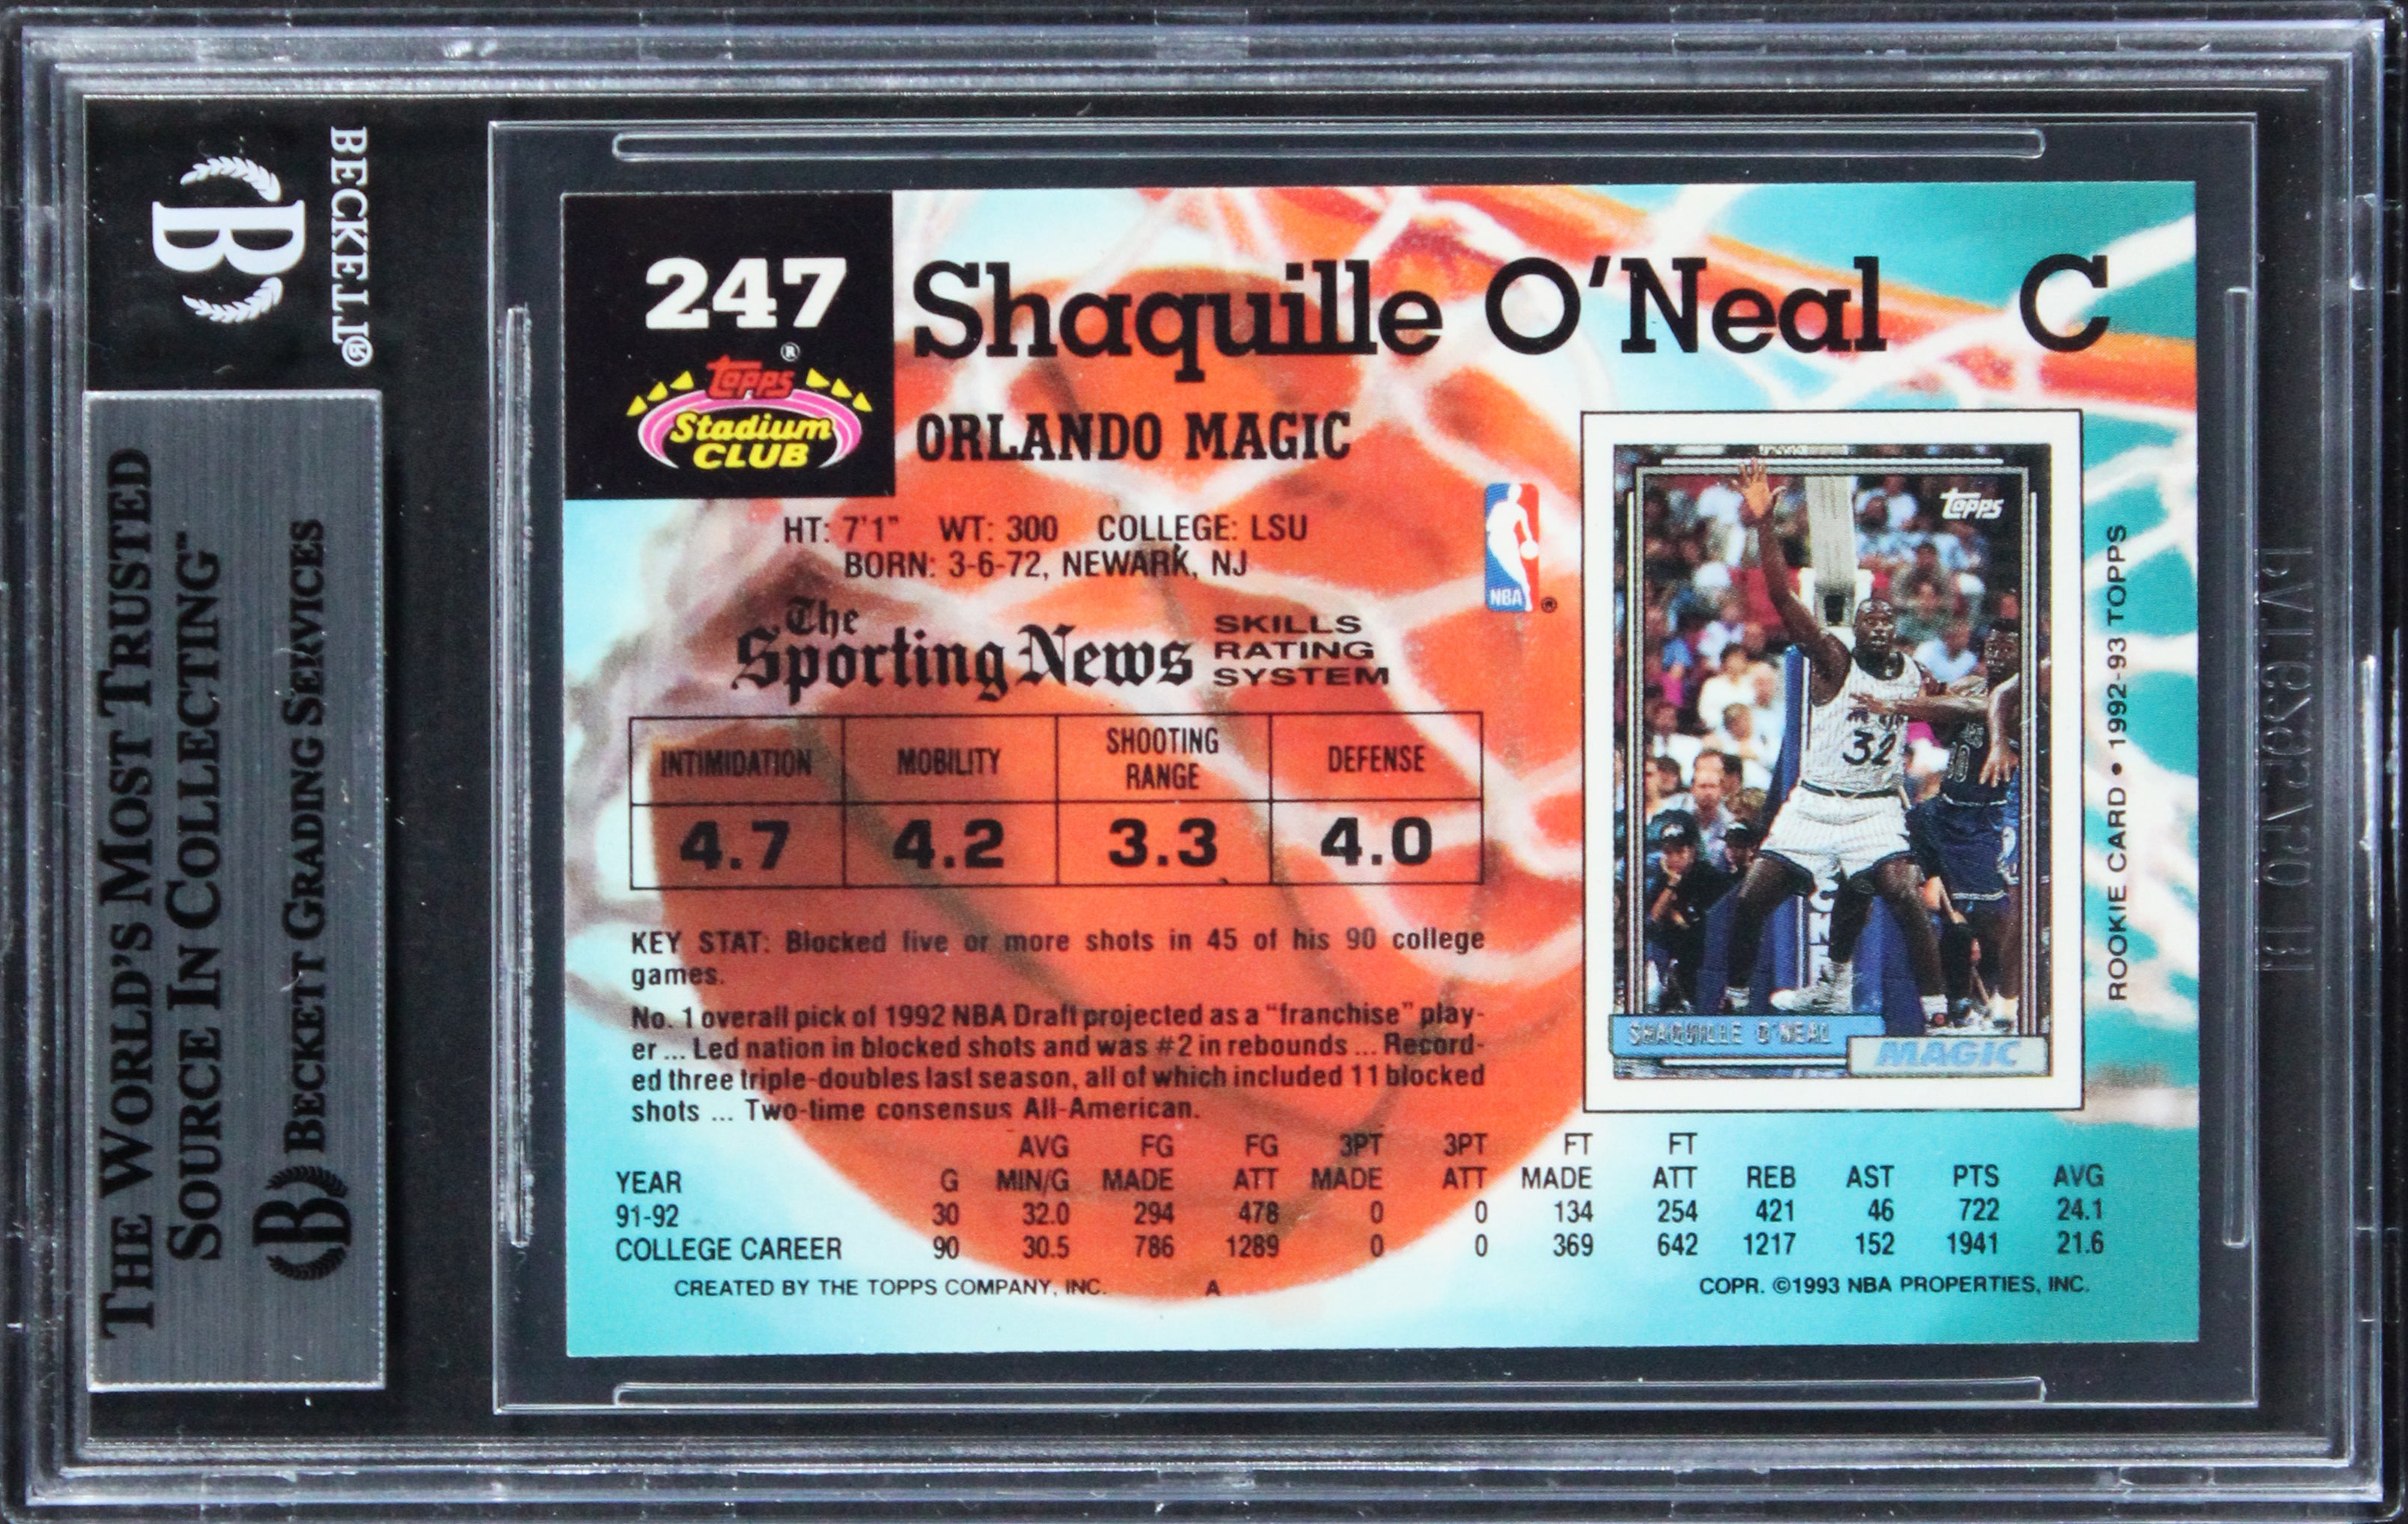 BECKETT®
B
THE WORLD'S MOST TRUSTED
SOURCE IN COLLECTING™
B BECKETT GRADING SERVICES
247
Topps®
Stadium
CLUB
Shaquille O'Neal C
ORLANDO MAGIC
HT: 7'1" WT: 300 COLLEGE: LSU
BORN: 3-6-72, NEWARK, NJ
NBA
The
Sporting News
SKILLS
RATING
SYSTEM
INTIMIDATION MOBILITY SHOOTING RANGE DEFENSE
4.7 4.2 3.3 4.0
KEY STAT: Blocked five or more shots in 45 of his 90 college
games.
No. 1 overall pick of 1992 NBA Draft projected as a "franchise" play-
er ... Led nation in blocked shots and was #2 in rebounds ... Record-
ed three triple-doubles last season, all of which included 11 blocked
shots ... Two-time consensus All-American.
Topps
32
SHAQUILLE O'NEAL
MAGIC
ROOKIE CARD • 1992-93 TOPPS
AVG FG FG 3PT 3PT FT FT
YEAR G MIN/G MADE ATT MADE ATT MADE ATT REB AST PTS AVG
91-92 30 32.0 294 478 0 0 134 254 421 46 722 24.1
COLLEGE CAREER 90 30.5 786 1289 0 0 369 642 1217 152 1941 21.6
CREATED BY THE TOPPS COMPANY, INC. A COPR. ©1993 NBA PROPERTIES, INC.